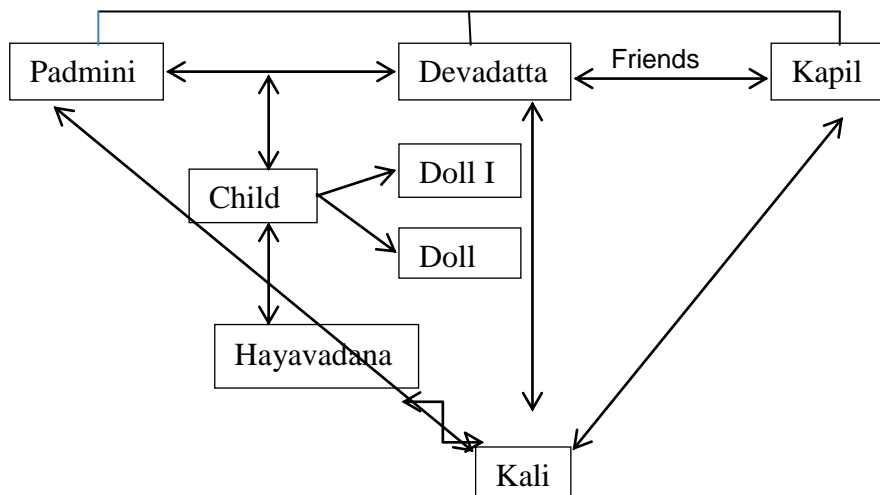 Padmini
Devadatta
Friends
Kapil
Child
Doll I
Doll
Hayavadana
Kali